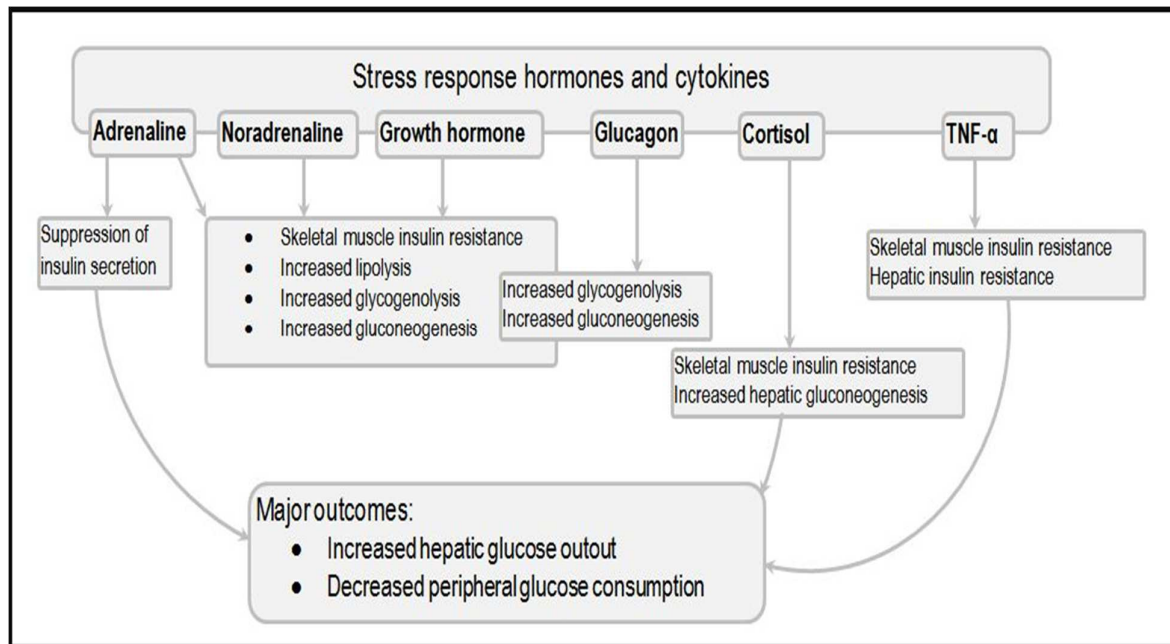 Stress response hormones and cytokines
Adrenaline
Noradrenaline
Growth hormone
Glucagon
Cortisol
TNF-α
Suppression of
insulin secretion
• Skeletal muscle insulin resistance
• Increased lipolysis
• Increased glycogenolysis
• Increased gluconeogenesis
Increased glycogenolysis
Increased gluconeogenesis
Skeletal muscle insulin resistance
Increased hepatic gluconeogenesis
Skeletal muscle insulin resistance
Hepatic insulin resistance
Major outcomes:
• Increased hepatic glucose outout
• Decreased peripheral glucose consumption